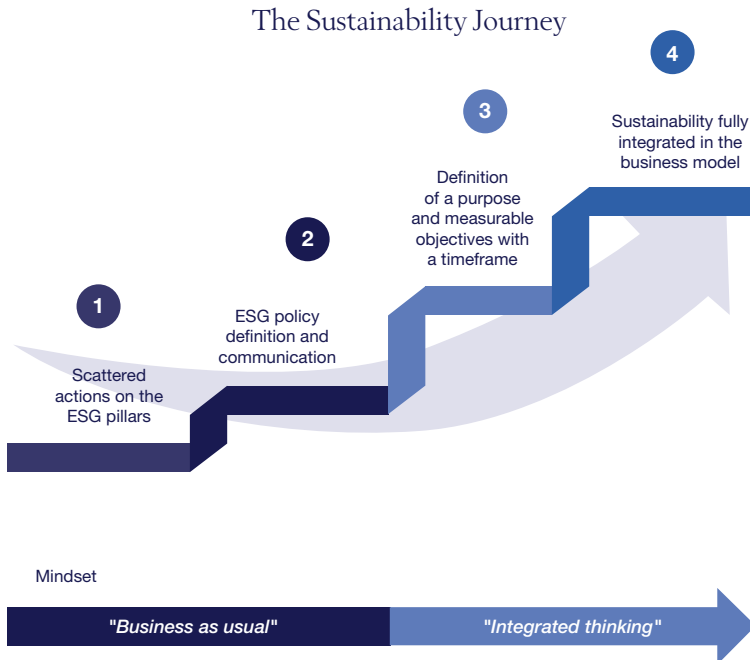 The Sustainability Journey
1
Scattered
actions on the
ESG pillars
2
ESG policy
definition and
communication
3
Definition
of a purpose
and measurable
objectives with
a timeframe
4
Sustainability fully
integrated in the
business model
Mindset
"Business as usual"
"Integrated thinking"